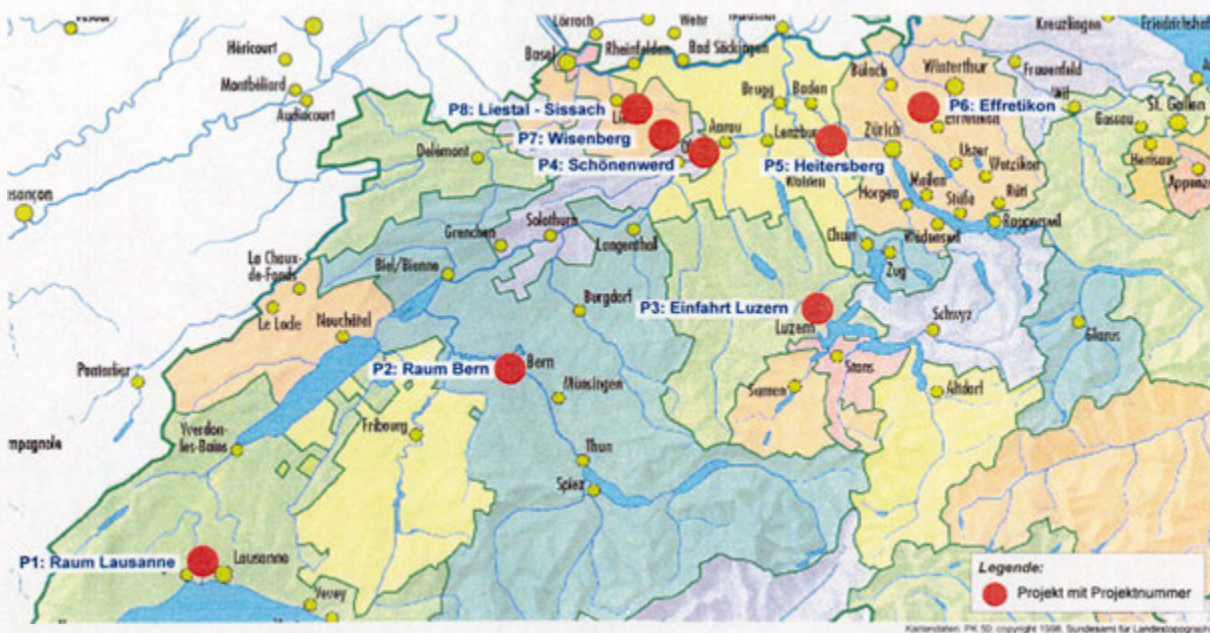 Lörrach
Wehr
Kreuzlingen
Héricourt
Basel
Rheinfelden
Bad Säckingen
Montbéliard
Audincourt
Bülach
Winterthur
Frauenfeld
Wil
Brugg
Baden
P8: Liestal - Sissach
P6: Effretikon
Effretikon
St. Gallen
Gossau
P7: Wisenberg
Aarau
Lenzburg
Zürich
Delémont
P4: Schönenwerd
P5: Heitersberg
Uster
Wetzikon
Herisau
Wohlen
Meilen
Horgen
Stäfa
Rüti
Wädenswil
Rapperswil
Solothurn
Grenchen
Langenthal
Cham
Zug
La Chaux-
de-Fonds
Biel/Bienne
Le Locle
Neuchâtel
Burgdorf
P3: Einfahrt Luzern
Luzern
Schwyz
Glarus
Pontarlier
P2: Raum Bern
Bern
Münsingen
Stans
Sarnen
Altdorf
Yverdon-
les-Bains
Fribourg
Thun
Spiez
P1: Raum Lausanne
Lausanne
Vevey
Legende:
Projekt mit Projektnummer